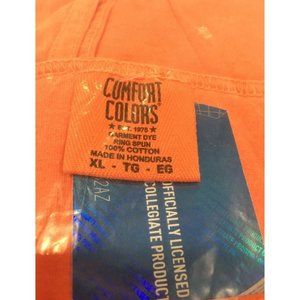 COMFORT
COLORS
EST. 1975
GARMENT DYE
RING SPUN
100% COTTON
MADE IN HONDURAS
XL - TG - EG
OFFICIALLY LICENSED
COLLEGIATE PRODUCT